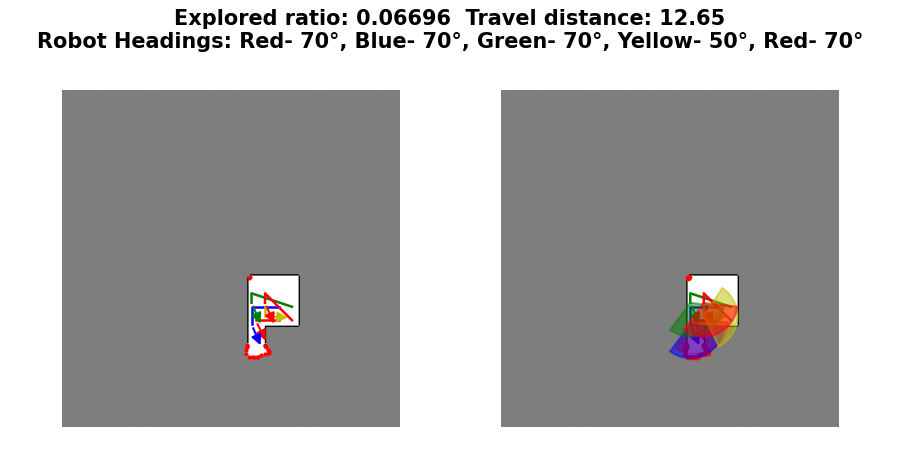 Explored ratio: 0.06696  Travel distance: 12.65
Robot Headings: Red- 70°, Blue- 70°, Green- 70°, Yellow- 50°, Red- 70°